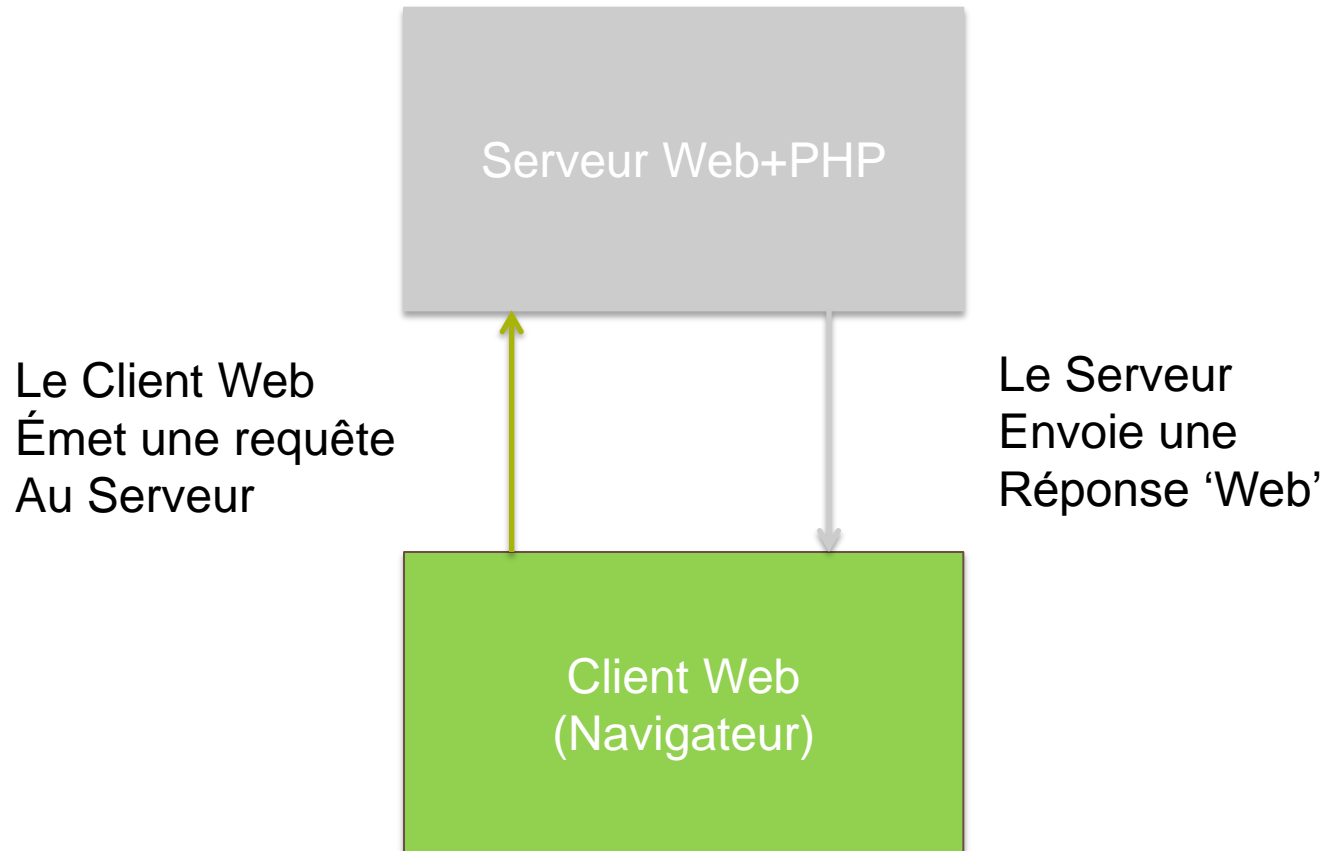 Serveur Web+PHP
Le Client Web
Émet une requête
Au Serveur
Le Serveur
Envoie une
Réponse ‘Web’
Client Web
(Navigateur)